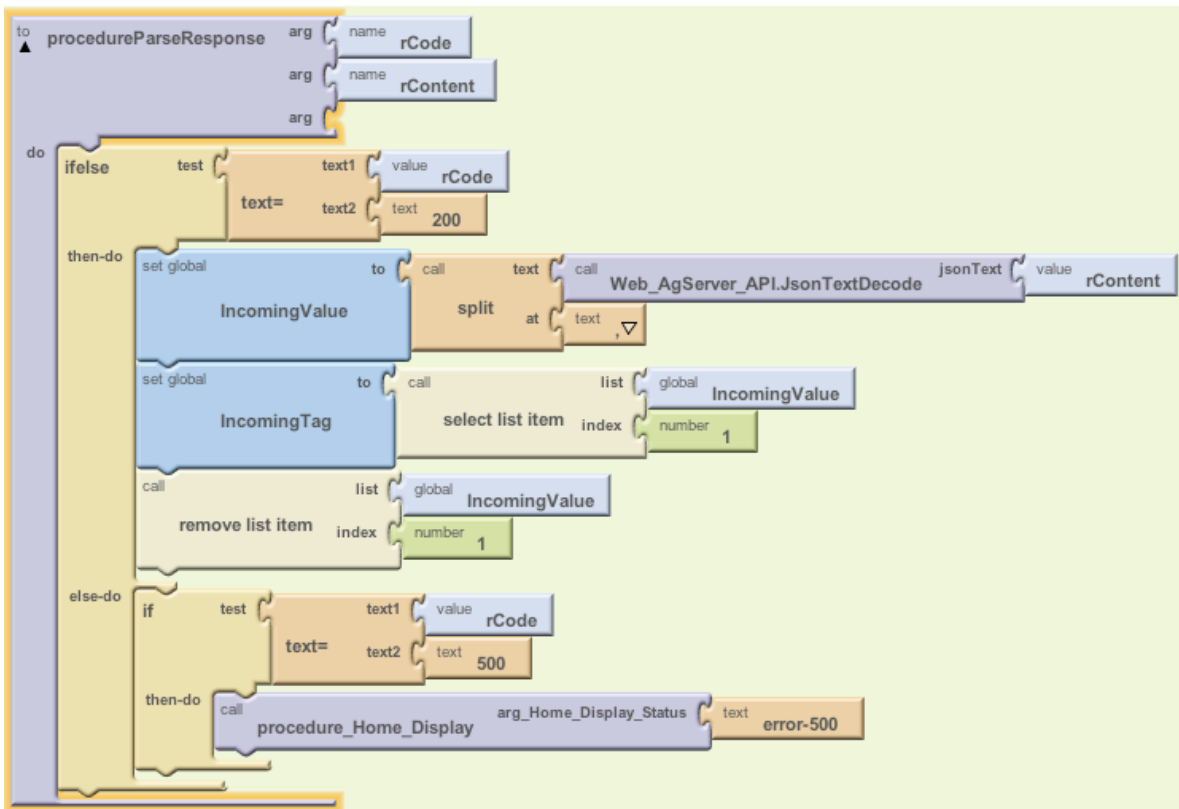 to procedureParseResponse arg name rCode
arg name rContent
arg
do ifelse test text= text1 value rCode
text2 text 200
then-do set global IncomingValue to call split text call Web_AgServer_API.JsonTextDecode jsonText value rContent
at text ,
set global IncomingTag to call select list item list global IncomingValue
index number 1
call remove list item list global IncomingValue
index number 1
else-do if test text= text1 value rCode
text2 text 500
then-do call procedure_Home_Display arg_Home_Display_Status text error-500